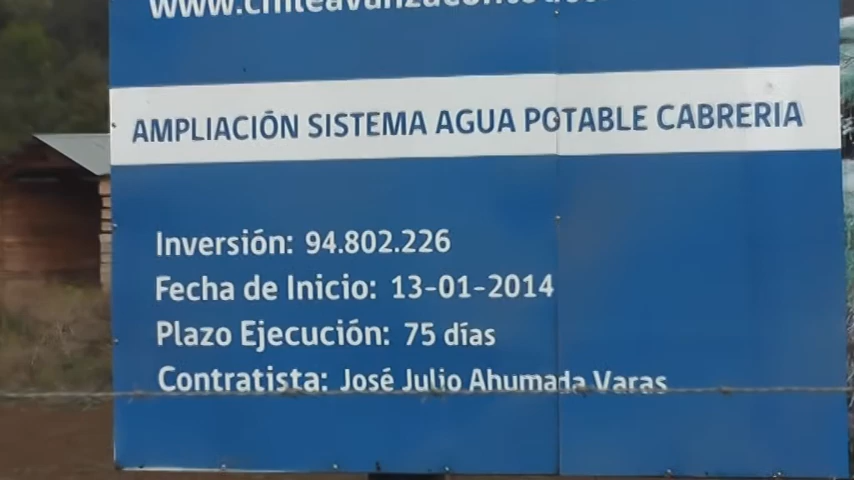 AMPLIACIÓN SISTEMA AGUA POTABLE CABRERIA
Inversión: 94.802.226
Fecha de Inicio: 13-01-2014
Plazo Ejecución: 75 días
Contratista: José Julio Ahumada Varas